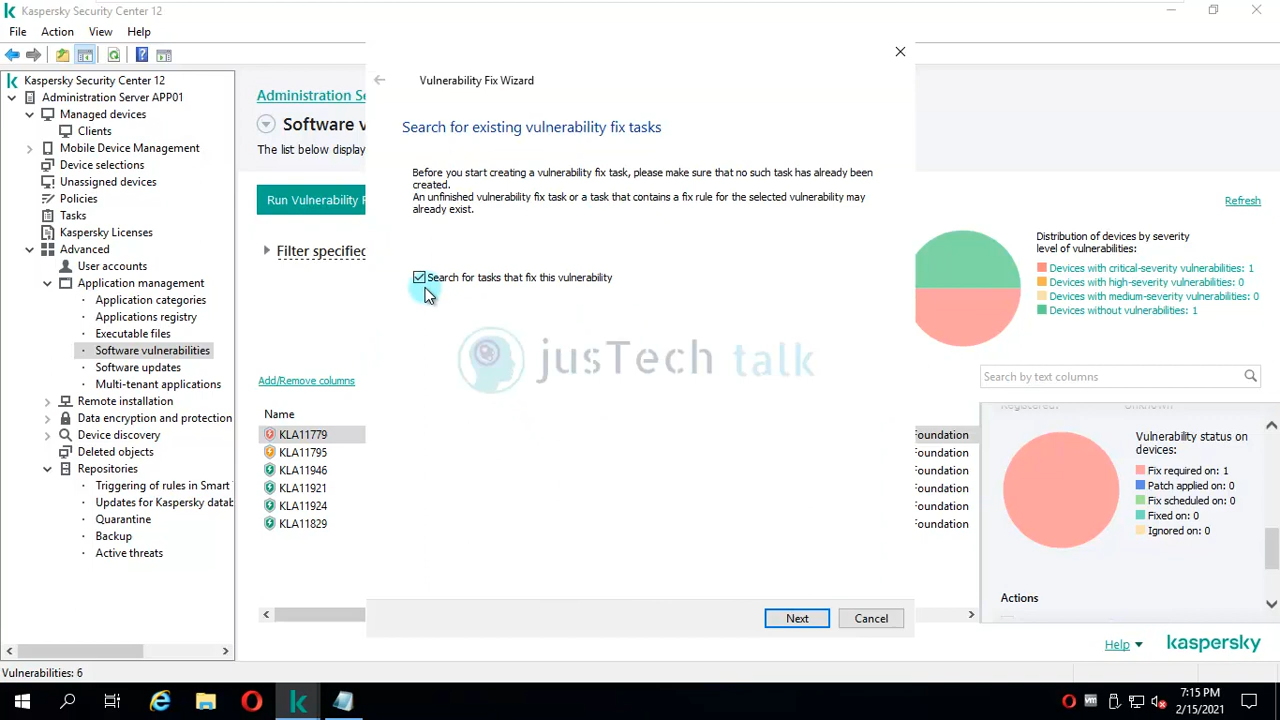 Kaspersky Security Center 12
File Action View Help
Kaspersky Security Center 12
Administration Server APP01
Managed devices
Clients
Mobile Device Management
Device selections
Unassigned devices
Policies
Tasks
Kaspersky Licenses
Advanced
User accounts
Application management
Application categories
Applications registry
Executable files
Software vulnerabilities
Software updates
Multi-tenant applications
Remote installation
Data encryption and protection
Device discovery
Deleted objects
Repositories
Triggering of rules in Smart
Updates for Kaspersky datab
Quarantine
Backup
Active threats
Vulnerabilities: 6
Administration Se
Software v
The list below display
Run Vulnerability F
Filter specified
Add/Remove columns
Name
KLA11779
KLA11795
KLA11946
KLA11921
KLA11924
KLA11829
Vulnerability Fix Wizard
Search for existing vulnerability fix tasks
Before you start creating a vulnerability fix task, please make sure that no such task has already been
created.
An unfinished vulnerability fix task or a task that contains a fix rule for the selected vulnerability may
already exist.
Search for tasks that fix this vulnerability
jusTech talk
Next Cancel
Refresh
Distribution of devices by severity
level of vulnerabilities:
Devices with critical-severity vulnerabilities: 1
Devices with high-severity vulnerabilities: 0
Devices with medium-severity vulnerabilities: 0
Devices without vulnerabilities: 1
Search by text columns
Foundation
Foundation
Foundation
Foundation
Foundation
Foundation
Registered: Unknown
Vulnerability status on
devices:
Fix required on: 1
Patch applied on: 0
Fix scheduled on: 0
Fixed on: 0
Ignored on: 0
Actions
Help kaspersky
7:15 PM
2/15/2021